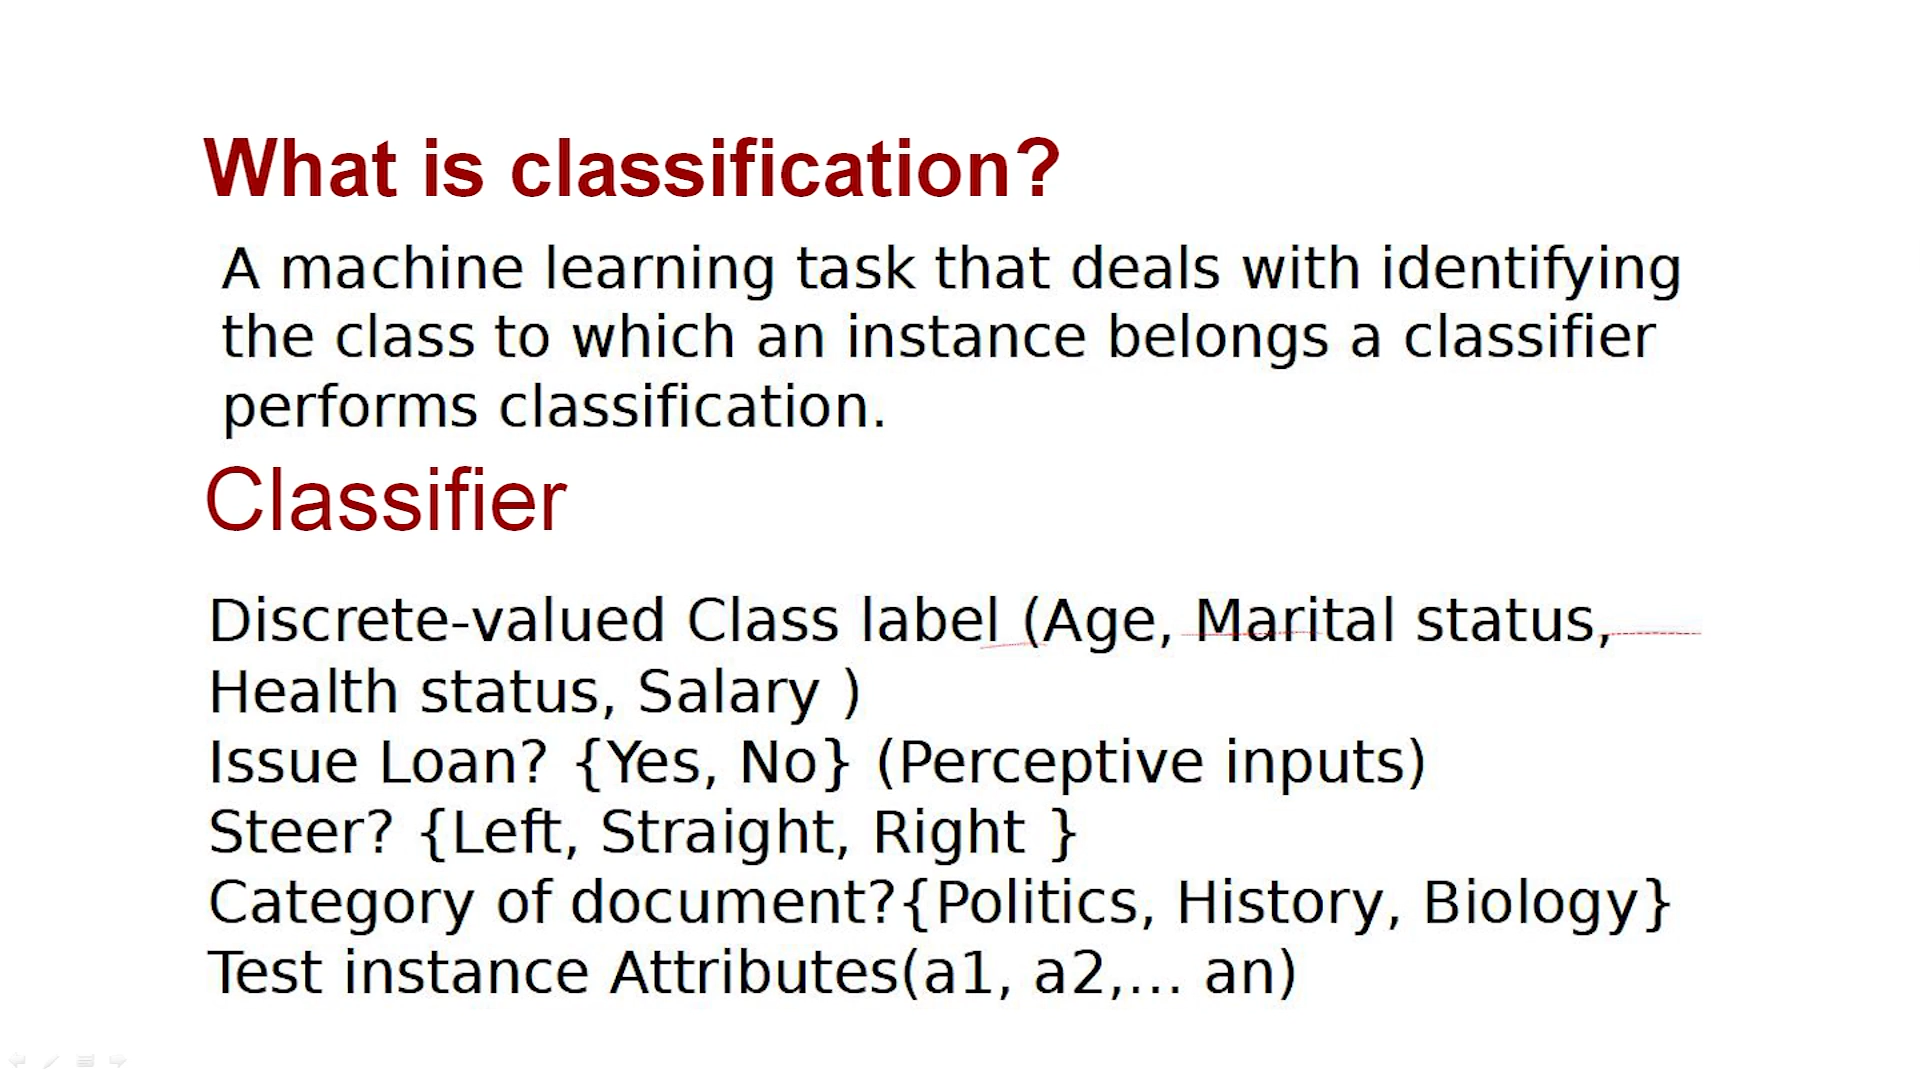 What is classification?
A machine learning task that deals with identifying
the class to which an instance belongs a classifier
performs classification.
Classifier
Discrete-valued Class label (Age, Marital status,
Health status, Salary )
Issue Loan? {Yes, No} (Perceptive inputs)
Steer? {Left, Straight, Right }
Category of document?{Politics, History, Biology}
Test instance Attributes(a1, a2,... an)